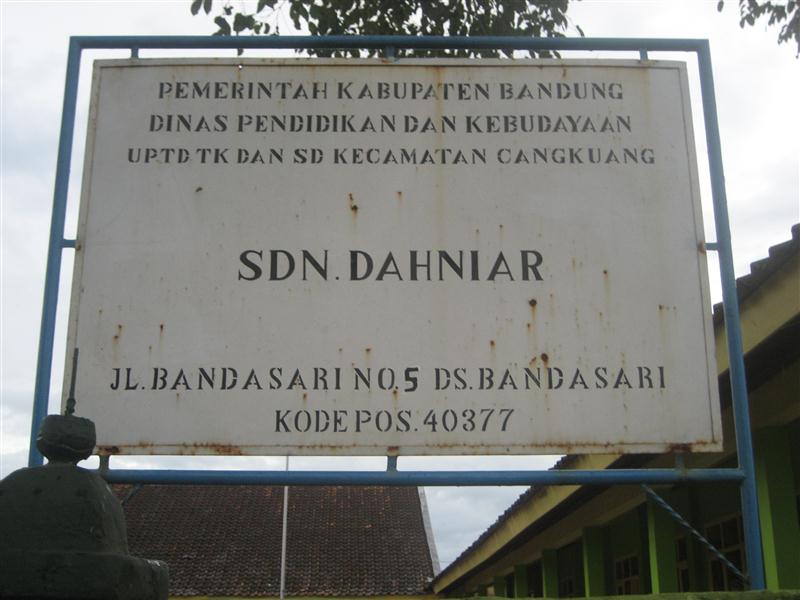 PEMERINTAH KABUPATEN BANDUNG
DINAS PENDIDIKAN DAN KEBUDAYAAN
UPTD TK DAN SD KECAMATAN CANGKUANG
SDN. DAHNIAR
JL. BANDASARI NO. 5 DS. BANDASARI
KODE POS. 40377